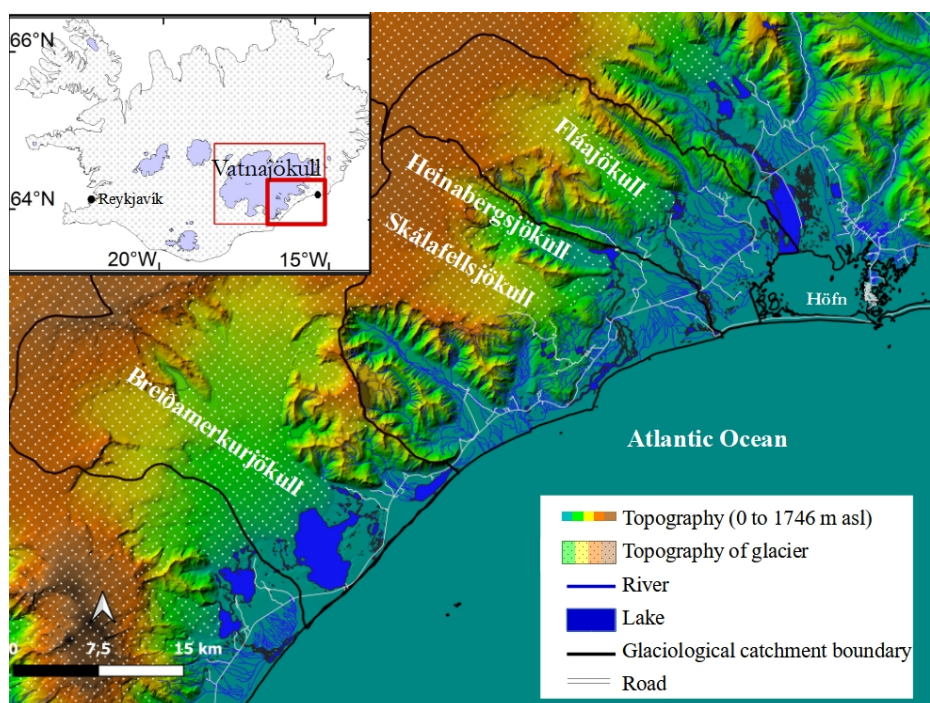 66°N
64°N
Vatnajökull
Reykjavik
20°W
15°W
Fláajökull
Heinabergsjökull
Skálafellsjökull
Breiðamerkurjökull
Höfn
Atlantic Ocean
Topography (0 to 1746 m asl)
Topography of glacier
River
Lake
Glaciological catchment boundary
Road
0 7,5 15 km